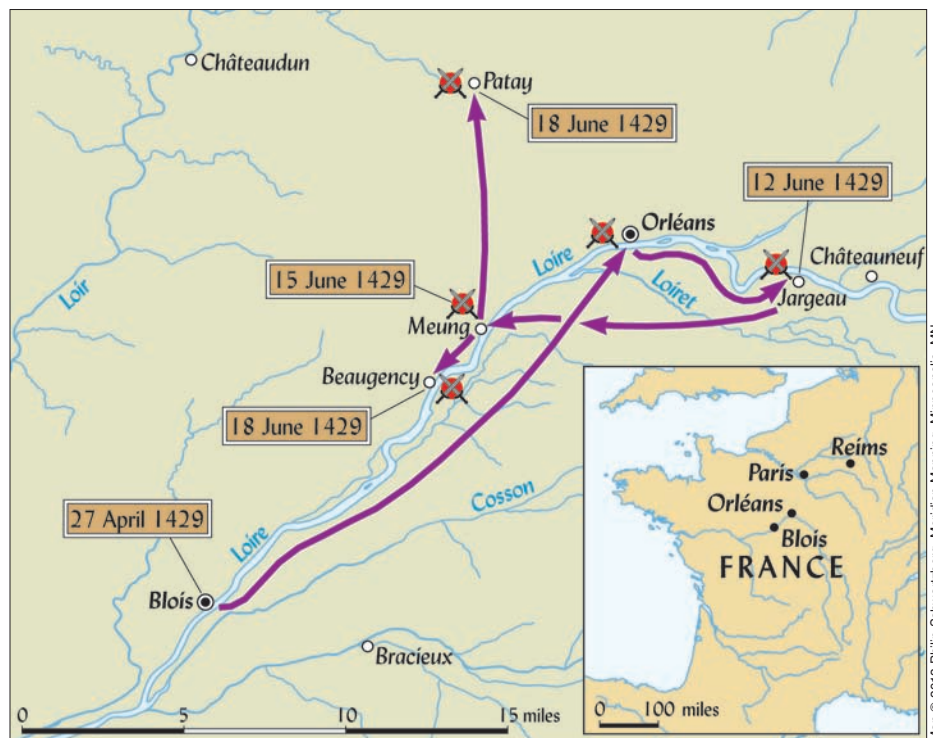 Châteaudun
Patay
18 June 1429
12 June 1429
Orléans
Châteauneuf
Loire
15 June 1429
Loir
Loiret
Jargeau
Meung
Beaugency
18 June 1429
Reims
Paris
Cosson
27 April 1429
Orléans
Loire
Blois
FRANCE
Blois
Bracieux
0 5 10 15 miles
0 100 miles